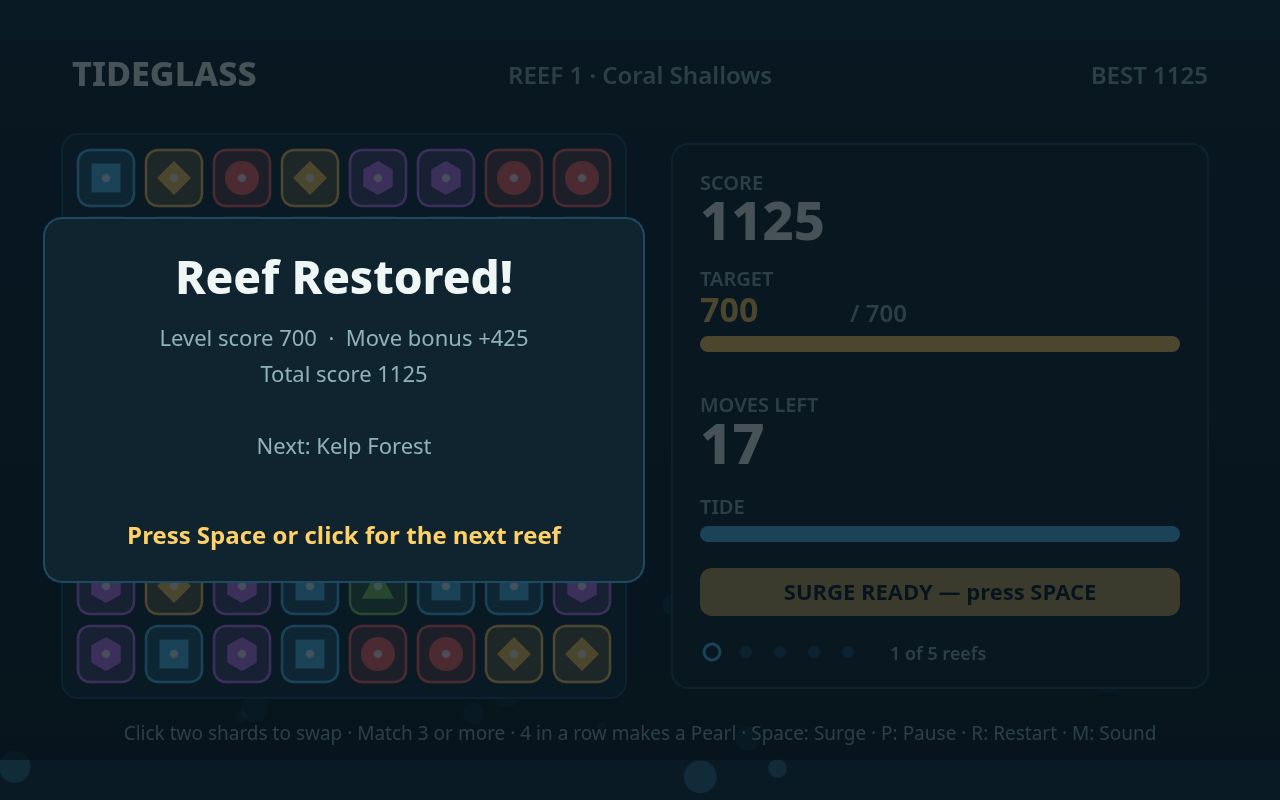 TIDEGLASS
REEF 1 · Coral Shallows
BEST 1125
SCORE
1125
TARGET
700 / 700
MOVES LEFT
17
TIDE
SURGE READY — press SPACE
1 of 5 reefs
Reef Restored!
Level score 700 · Move bonus +425
Total score 1125
Next: Kelp Forest
Press Space or click for the next reef
Click two shards to swap · Match 3 or more · 4 in a row makes a Pearl · Space: Surge · P: Pause · R: Restart · M: Sound